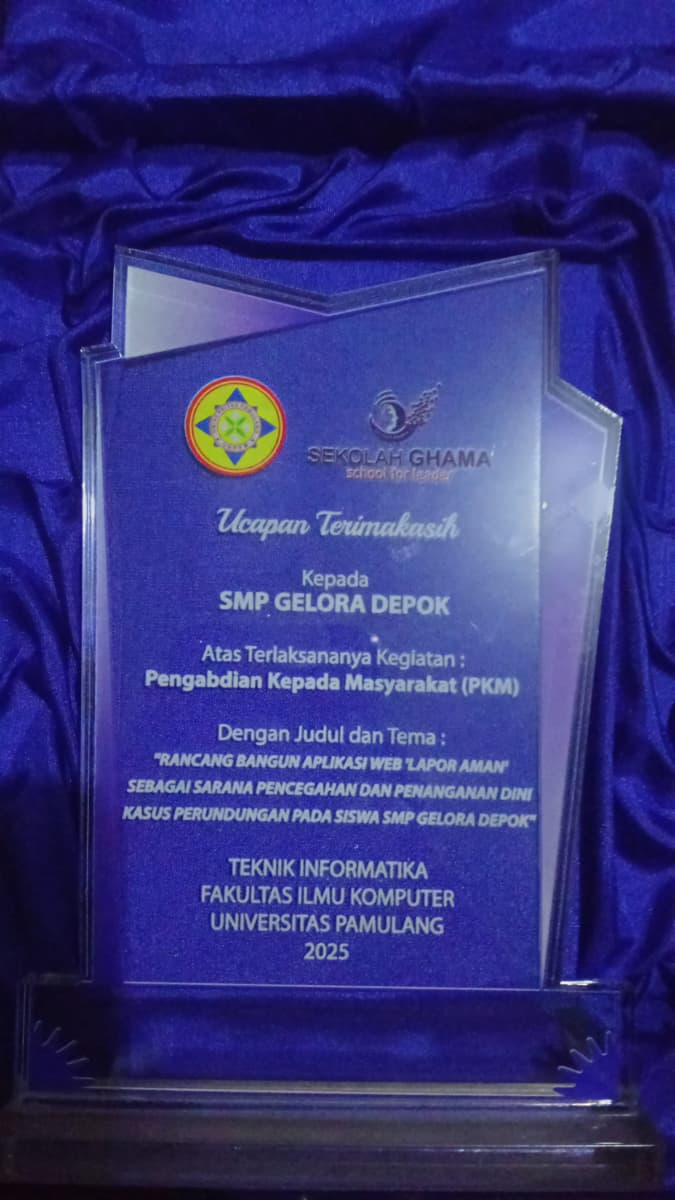 SEKOLAH GHAMA
school for leader
Ucapan Terimakasih
Kepada
SMP GELORA DEPOK
Atas Terlaksananya Kegiatan :
Pengabdian Kepada Masyarakat (PKM)
Dengan Judul dan Tema :
"RANCANG BANGUN APLIKASI WEB 'LAPOR AMAN'
SEBAGAI SARANA PENCEGAHAN DAN PENANGANAN DINI
KASUS PERUNDUNGAN PADA SISWA SMP GELORA DEPOK"
TEKNIK INFORMATIKA
FAKULTAS ILMU KOMPUTER
UNIVERSITAS PAMULANG
2025